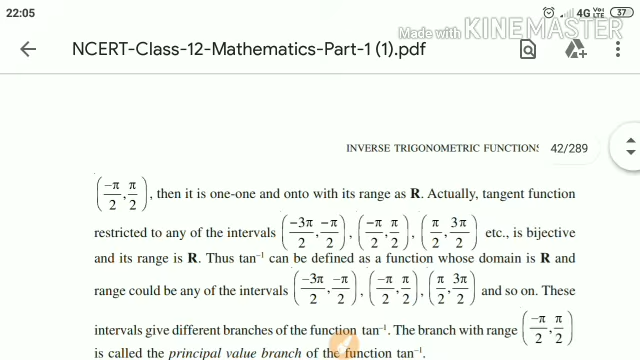 22:05
4G VoLTE 37
Made with KINEMASTER
NCERT-Class-12-Mathematics-Part-1 (1).pdf
INVERSE TRIGONOMETRIC FUNCTIONS 42/289
(−π/2, π/2), then it is one-one and onto with its range as R. Actually, tangent function
restricted to any of the intervals (−3π/2, −π/2), (−π/2, π/2), (π/2, 3π/2) etc., is bijective
and its range is R. Thus tan⁻¹ can be defined as a function whose domain is R and
range could be any of the intervals (−3π/2, −π/2), (−π/2, π/2), (π/2, 3π/2) and so on. These
intervals give different branches of the function tan⁻¹. The branch with range (−π/2, π/2)
is called the principal value branch of the function tan⁻¹.